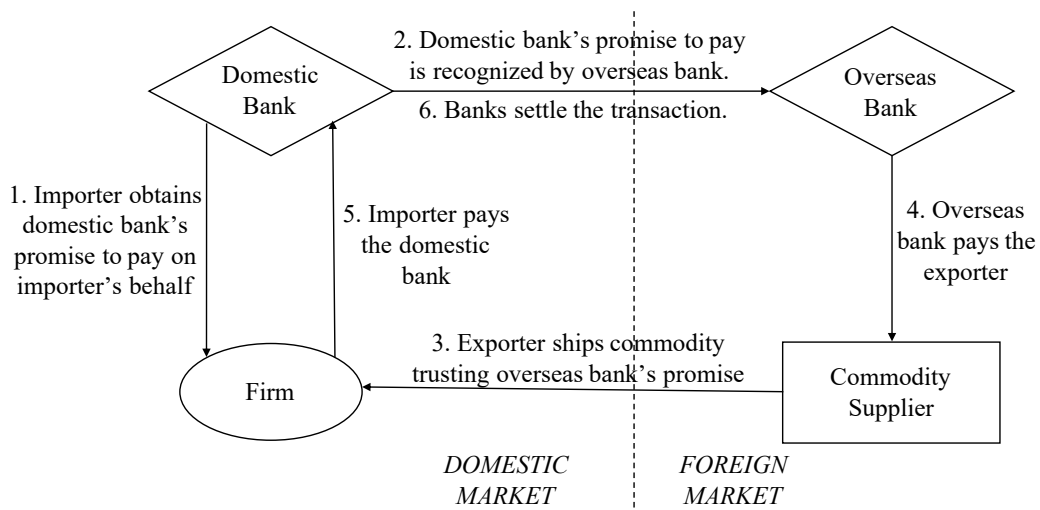 Domestic
Bank
2. Domestic bank's promise to pay
is recognized by overseas bank.
6. Banks settle the transaction.
Overseas
Bank
1. Importer obtains
domestic bank's
promise to pay on
importer's behalf
5. Importer pays
the domestic
bank
4. Overseas
bank pays the
exporter
3. Exporter ships commodity
trusting overseas bank's promise
Firm
Commodity
Supplier
DOMESTIC
MARKET
FOREIGN
MARKET